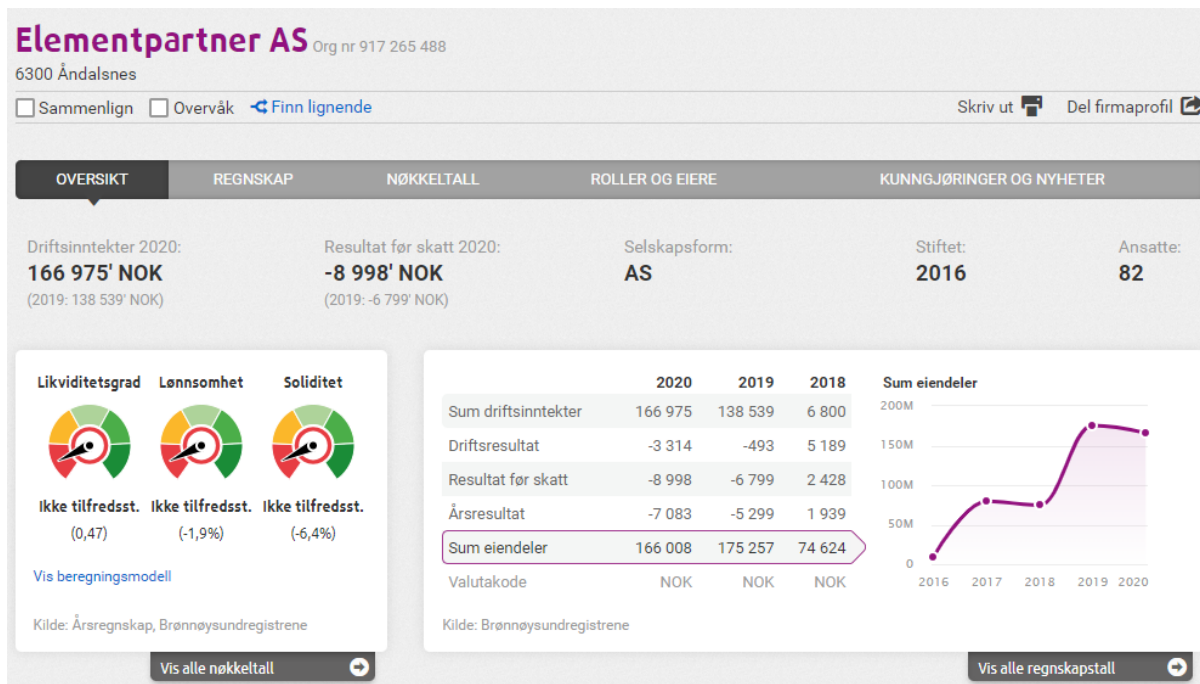 Elementpartner AS Org nr 917 265 488
6300 Åndalsnes
Sammenlign Overvåk Finn lignende Skriv ut Del firmaprofil
OVERSIKT REGNSKAP NØKKELTALL ROLLER OG EIERE KUNNGJØRINGER OG NYHETER
Driftsinntekter 2020: Resultat før skatt 2020: Selskapsform: Stiftet: Ansatte:
166 975' NOK -8 998' NOK AS 2016 82
(2019: 138 539' NOK) (2019: -6 799' NOK)
Likviditetsgrad Lønnsomhet Soliditet
Ikke tilfredsst. Ikke tilfredsst. Ikke tilfredsst.
(0,47) (-1,9%) (-6,4%)
Vis beregningsmodell
Kilde: Årsregnskap, Brønnøysundregistrene
Vis alle nøkkeltall
2020 2019 2018
Sum driftsinntekter 166 975 138 539 6 800
Driftsresultat -3 314 -493 5 189
Resultat før skatt -8 998 -6 799 2 428
Årsresultat -7 083 -5 299 1 939
Sum eiendeler 166 008 175 257 74 624
Valutakode NOK NOK NOK
Kilde: Brønnøysundregistrene
Sum eiendeler
200M
150M
100M
50M
0
2016 2017 2018 2019 2020
Vis alle regnskapstall